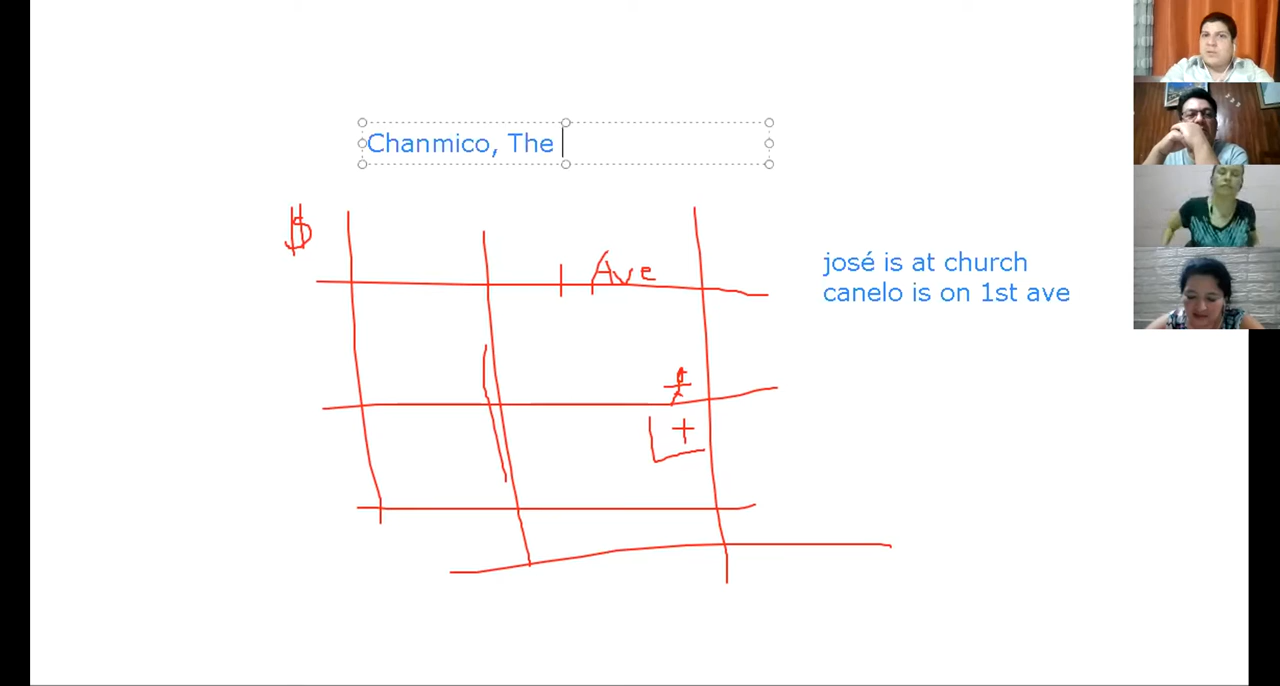 Chanmico, The
$
1 Ave
josé is at church
canelo is on 1st ave